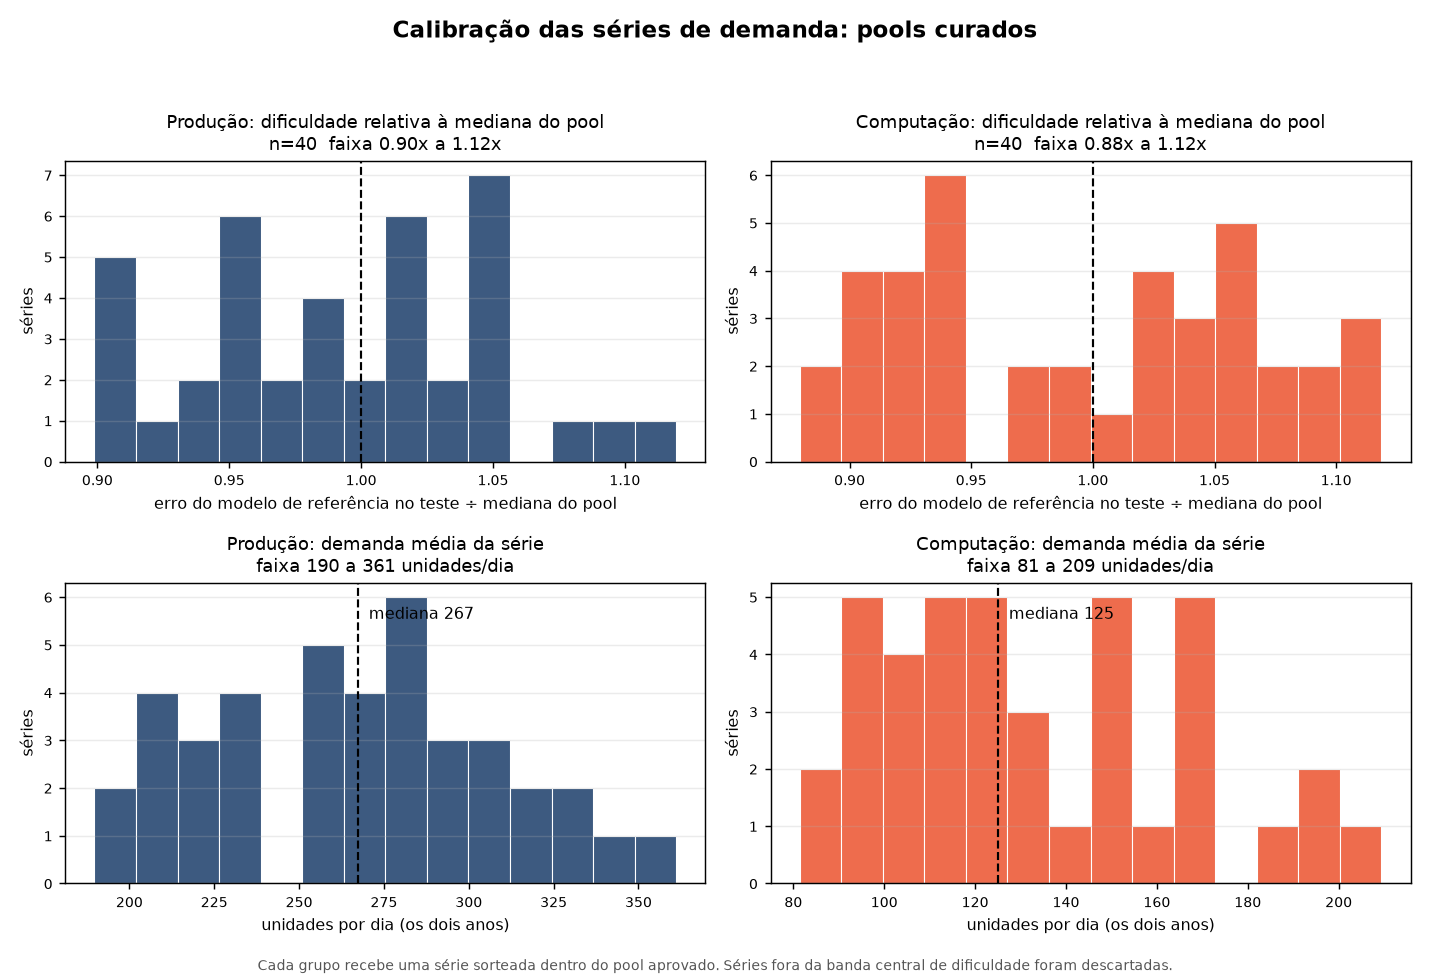 Calibração das séries de demanda: pools curados
Produção: dificuldade relativa à mediana do pool
n=40  faixa 0.90x a 1.12x
séries
7
6
5
4
3
2
1
0
0.90 0.95 1.00 1.05 1.10
erro do modelo de referência no teste ÷ mediana do pool
Computação: dificuldade relativa à mediana do pool
n=40  faixa 0.88x a 1.12x
séries
6
5
4
3
2
1
0
0.90 0.95 1.00 1.05 1.10
erro do modelo de referência no teste ÷ mediana do pool
Produção: demanda média da série
faixa 190 a 361 unidades/dia
mediana 267
séries
6
5
4
3
2
1
0
200 225 250 275 300 325 350
unidades por dia (os dois anos)
Computação: demanda média da série
faixa 81 a 209 unidades/dia
mediana 125
séries
5
4
3
2
1
0
80 100 120 140 160 180 200
unidades por dia (os dois anos)
Cada grupo recebe uma série sorteada dentro do pool aprovado. Séries fora da banda central de dificuldade foram descartadas.